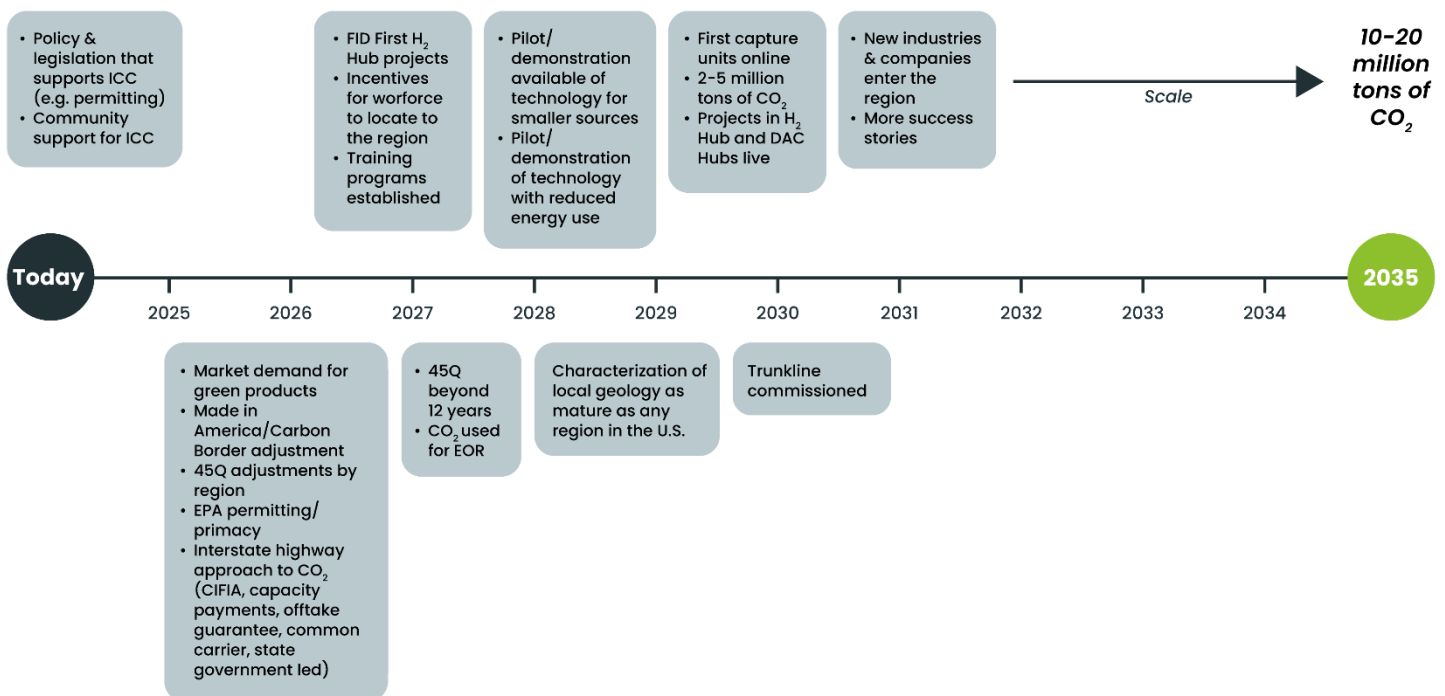 • Policy &
legislation that
supports ICC
(e.g. permitting)
• Community
support for ICC
• FID First H₂
Hub projects
• Incentives
for worforce
to locate to
the region
• Training
programs
established
• Pilot/
demonstration
available of
technology for
smaller sources
• Pilot/
demonstration
of technology
with reduced
energy use
• First capture
units online
• 2-5 million
tons of CO₂
• Projects in H₂
Hub and DAC
Hubs live
• New industries
& companies
enter the
region
• More success
stories
Scale
10-20
million
tons of
CO₂
Today
2025
2026
2027
2028
2029
2030
2031
2032
2033
2034
2035
• Market demand for
green products
• Made in
America/Carbon
Border adjustment
• 45Q adjustments by
region
• EPA permitting/
primacy
• Interstate highway
approach to CO₂
(CIFIA, capacity
payments, offtake
guarantee, common
carrier, state
government led)
• 45Q
beyond
12 years
• CO₂ used
for EOR
Characterization of
local geology as
mature as any
region in the U.S.
Trunkline
commissioned